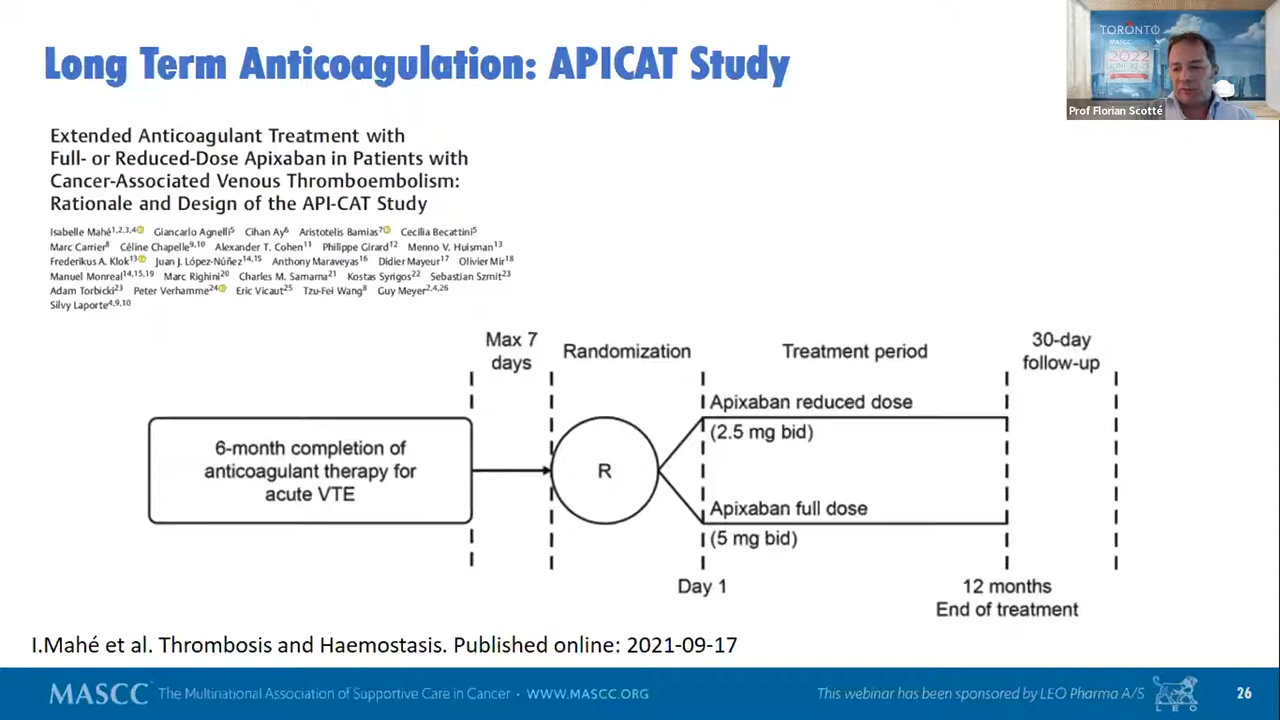 Long Term Anticoagulation: APICAT Study
TORONTO
MASCC
2022
Prof Florian Scotté
Extended Anticoagulant Treatment with
Full- or Reduced-Dose Apixaban in Patients with
Cancer-Associated Venous Thromboembolism:
Rationale and Design of the API-CAT Study
Isabelle Mahé1,2,3,4 Giancarlo Agnelli5 Cihan Ay6 Aristotelis Bamias7 Cecilia Becattini5
Marc Carrier8 Céline Chapelle9,10 Alexander T. Cohen11 Philippe Girard12 Menno V. Huisman13
Frederikus A. Klok13 Juan J. López-Núñez14,15 Anthony Maraveyas16 Didier Mayeur17 Olivier Mir18
Manuel Monreal14,15,19 Marc Righini20 Charles M. Samama21 Kostas Syrigos22 Sebastian Szmit23
Adam Torbicki23 Peter Verhamme24 Eric Vicaut25 Tzu-Fei Wang8 Guy Meyer2,4,26
Silvy Laporte4,9,10
Max 7
days
Randomization
Treatment period
30-day
follow-up
6-month completion of
anticoagulant therapy for
acute VTE
R
Apixaban reduced dose
(2.5 mg bid)
Apixaban full dose
(5 mg bid)
Day 1
12 months
End of treatment
I.Mahé et al. Thrombosis and Haemostasis. Published online: 2021-09-17
MASCC The Multinational Association of Supportive Care in Cancer · WWW.MASCC.ORG
This webinar has been sponsored by LEO Pharma A/S
LEO
26